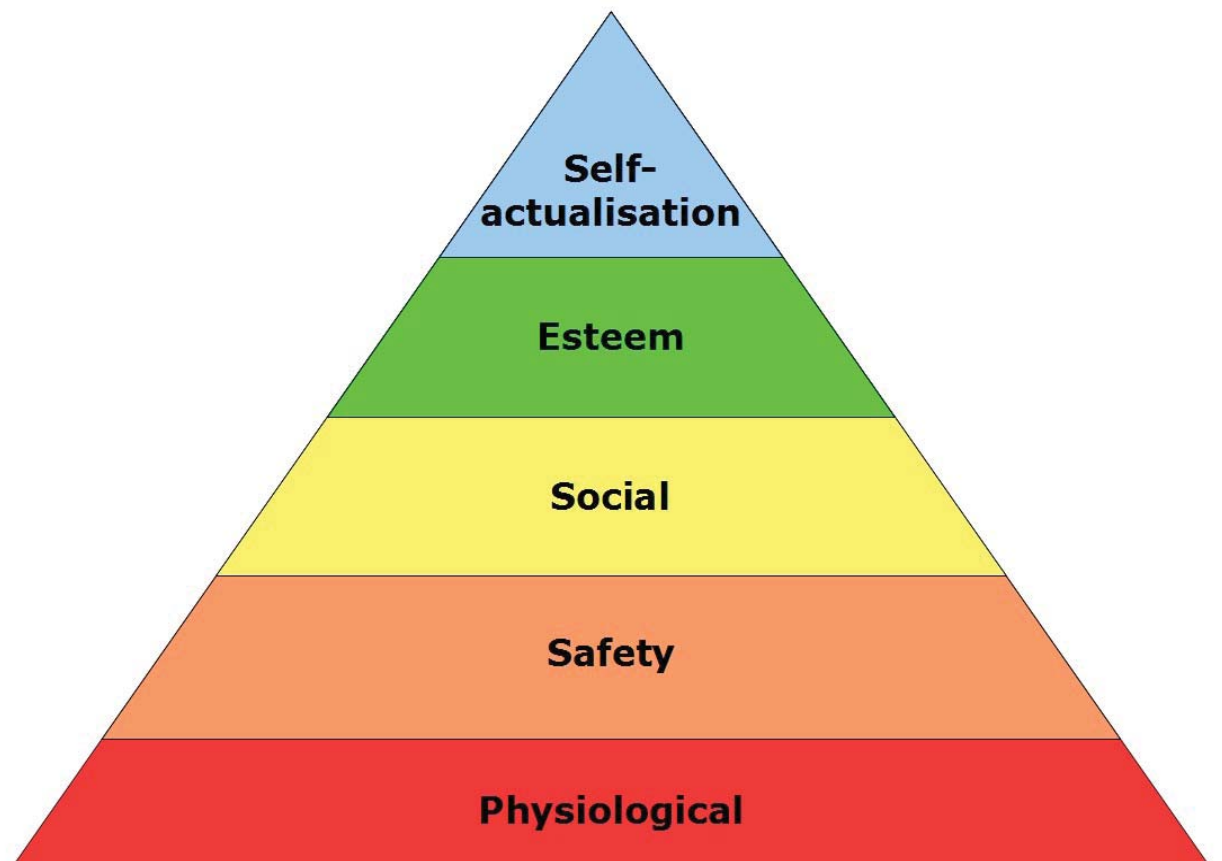 Self-
actualisation
Esteem
Social
Safety
Physiological